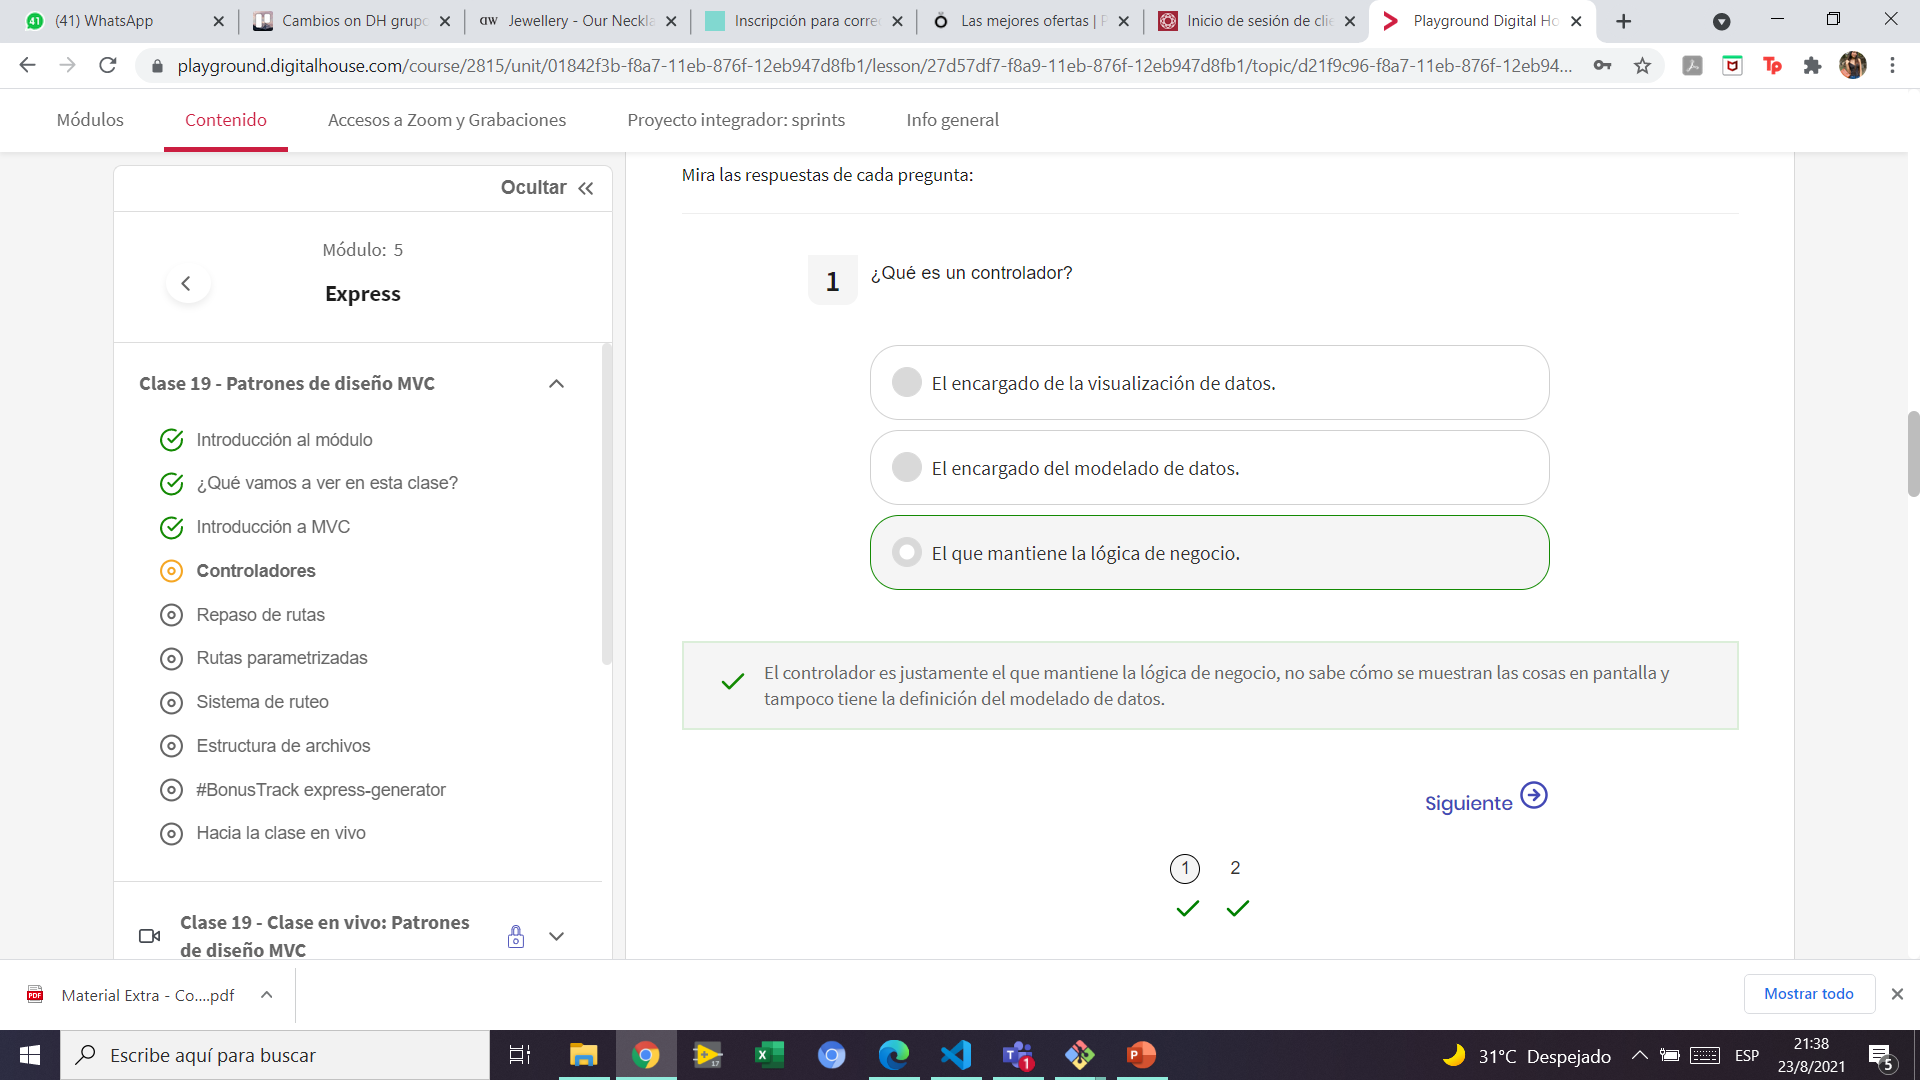 (41) WhatsApp
Cambios on DH grupo
Jewellery - Our Neckla
Inscripción para corre
Las mejores ofertas | P
Inicio de sesión de clie
Playground Digital Ho
playground.digitalhouse.com/course/2815/unit/01842f3b-f8a7-11eb-876f-12eb947d8fb1/lesson/27d57df7-f8a9-11eb-876f-12eb947d8fb1/topic/d21f9c96-f8a7-11eb-876f-12eb94...
Módulos
Contenido
Accesos a Zoom y Grabaciones
Proyecto integrador: sprints
Info general
Ocultar
Módulo: 5
Express
Clase 19 - Patrones de diseño MVC
Introducción al módulo
¿Qué vamos a ver en esta clase?
Introducción a MVC
Controladores
Repaso de rutas
Rutas parametrizadas
Sistema de ruteo
Estructura de archivos
#BonusTrack express-generator
Hacia la clase en vivo
Clase 19 - Clase en vivo: Patrones
de diseño MVC
Mira las respuestas de cada pregunta:
1
¿Qué es un controlador?
El encargado de la visualización de datos.
El encargado del modelado de datos.
El que mantiene la lógica de negocio.
El controlador es justamente el que mantiene la lógica de negocio, no sabe cómo se muestran las cosas en pantalla y
tampoco tiene la definición del modelado de datos.
Siguiente
1 2
Material Extra - Co....pdf
Mostrar todo
Escribe aquí para buscar
31°C Despejado
ESP
21:38
23/8/2021
5